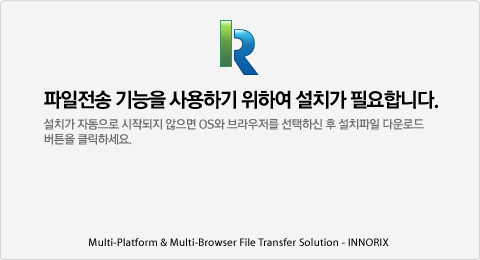 파일전송 기능을 사용하기 위하여 설치가 필요합니다.
설치가 자동으로 시작되지 않으면 OS와 브라우저를 선택하신 후 설치파일 다운로드
버튼을 클릭하세요.
Multi-Platform & Multi-Browser File Transfer Solution - INNORIX